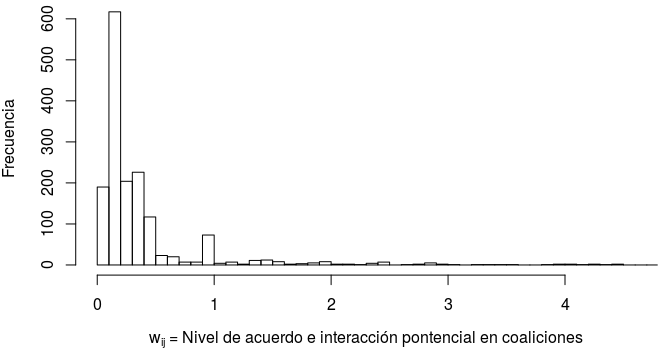 600
500
400
300
200
100
0
Frecuencia
0 1 2 3 4
wij = Nivel de acuerdo e interacción pontencial en coaliciones